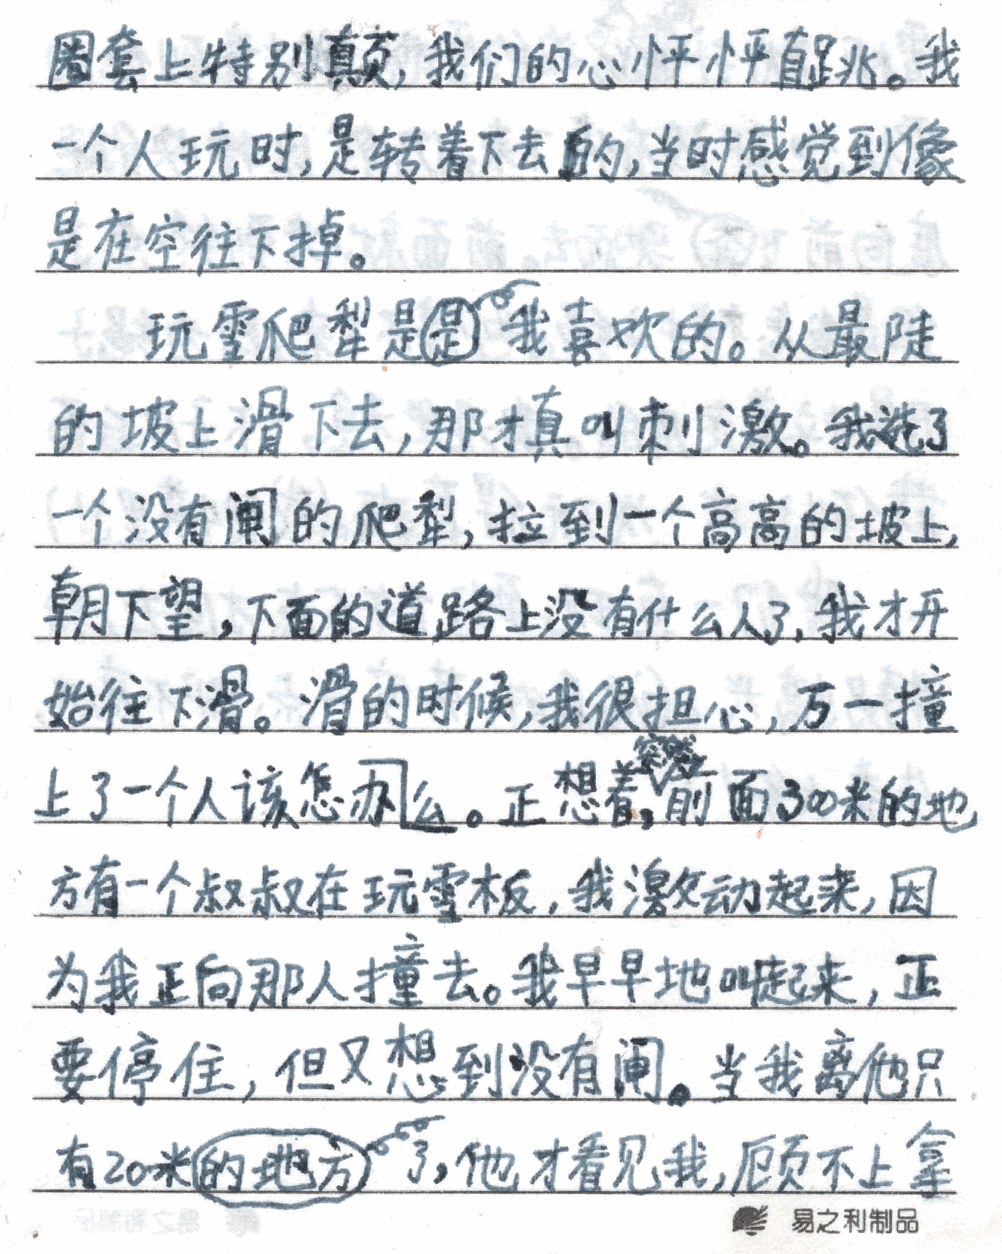 圈套上特别颠,我们的心怦怦直跳。我
一个人玩时,是转着下去的,当时感觉到像
是在空往下掉。
玩雪爬犁是是我喜欢的。从最陡
的坡上滑下去,那才真叫刺激。我选了
一个没有闸的爬犁,拉到一个高高的坡上,
朝下望,下面的道路上没有什么人了,我才开
始往下滑。滑的时候,我很担心,万一撞
突然
上了一个人该怎办么。正想着,前面300米的地
方有一个叔叔在玩雪板,我激动起来,因
为我正向那人撞去。我早早地叫起来,正
要停住,但又想到没有闸。当我离他只
有20米的地方了,他才看见我,顾不上拿
易之利制品